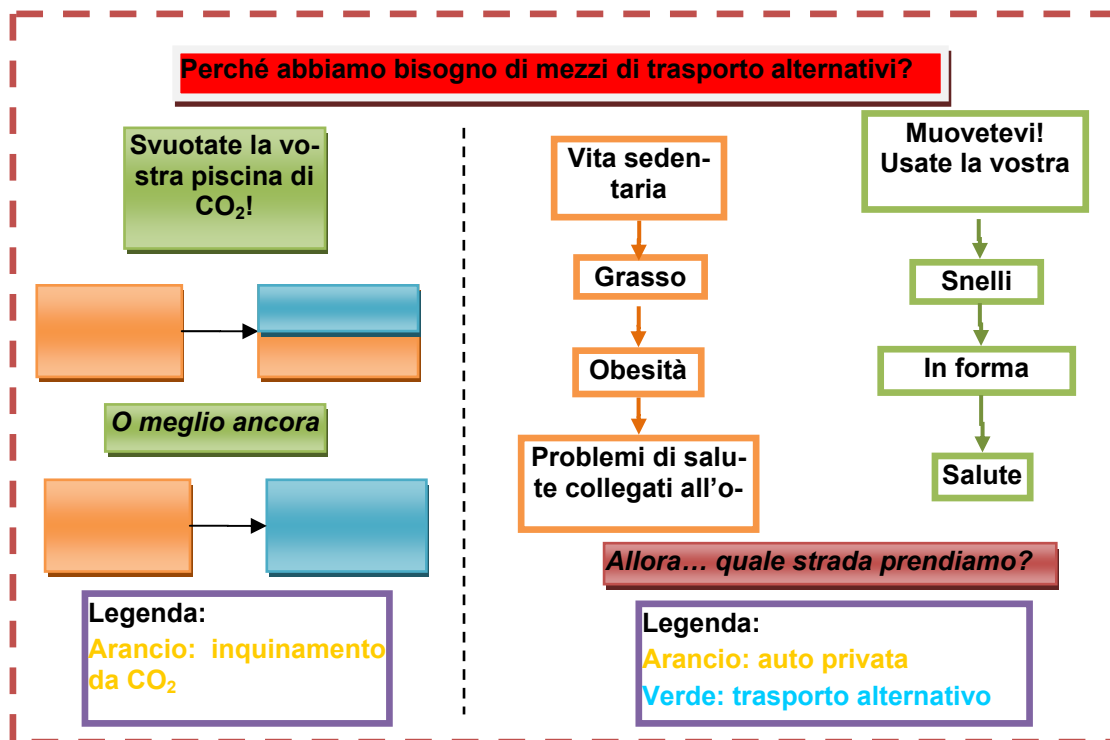 Perché abbiamo bisogno di mezzi di trasporto alternativi?
Svuotate la vo-
stra piscina di
CO₂!
O meglio ancora
Legenda:
Arancio: inquinamento
da CO₂
Vita seden-
taria
Grasso
Obesità
Problemi di salu-
te collegati all'o-
Muovetevi!
Usate la vostra
Snelli
In forma
Salute
Allora… quale strada prendiamo?
Legenda:
Arancio: auto privata
Verde: trasporto alternativo